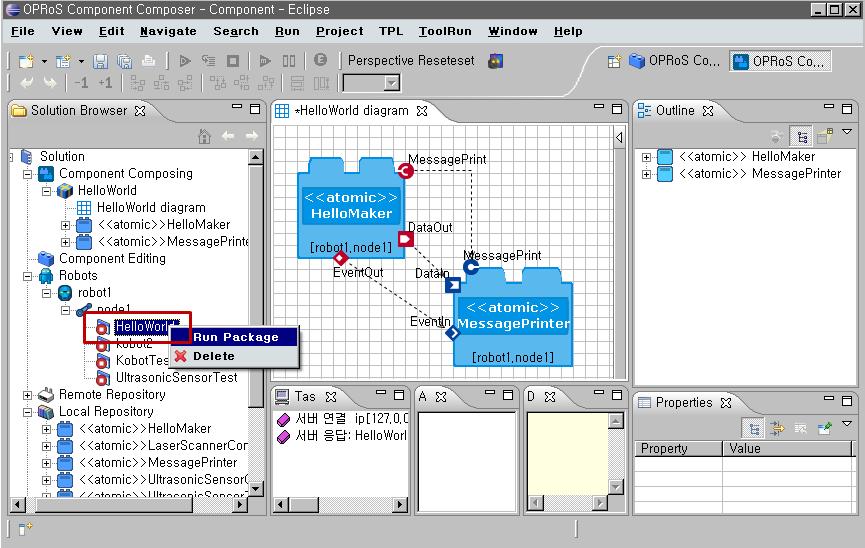 OPRoS Component Composer - Component - Eclipse
File View Edit Navigate Search Run Project TPL ToolRun Window Help
Perspective Reseteset
OPRoS Co...
OPRoS Co...
-1 +1
Solution Browser
Solution
Component Composing
HelloWorld
HelloWorld diagram
<<atomic>>HelloMaker
<<atomic>>MessagePrinte
Component Editing
Robots
robot1
node1
HelloWorld
Run Package
Delete
kobot2
KobotTes
UltrasonicSensorTest
Remote Repository
Local Repository
<<atomic>>HelloMaker
<<atomic>>LaserScannerCon
<<atomic>>MessagePrinter
<<atomic>>UltrasonicSensorC
<<atomic>>UltrasonicSensor
*HelloWorld diagram
MessagePrint
<<atomic>>
HelloMaker
[robot1,node1]
DataOut
EventOut
MessagePrint
DataIn
EventIn
<<atomic>>
MessagePrinter
[robot1,node1]
Tas
서버 연결 ip[127,0,0
서버 응답: HelloWorl
A
D
Outline
<<atomic>> HelloMaker
<<atomic>> MessagePrinter
Properties
Property Value